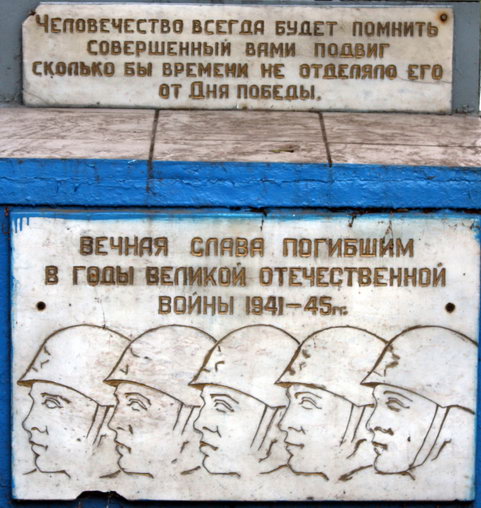 Человечество всегда будет помнить
совершенный вами подвиг
сколько бы времени не отделяло его
от Дня победы.
Вечная слава погибшим
в годы Великой Отечественной
войны 1941-45гг.